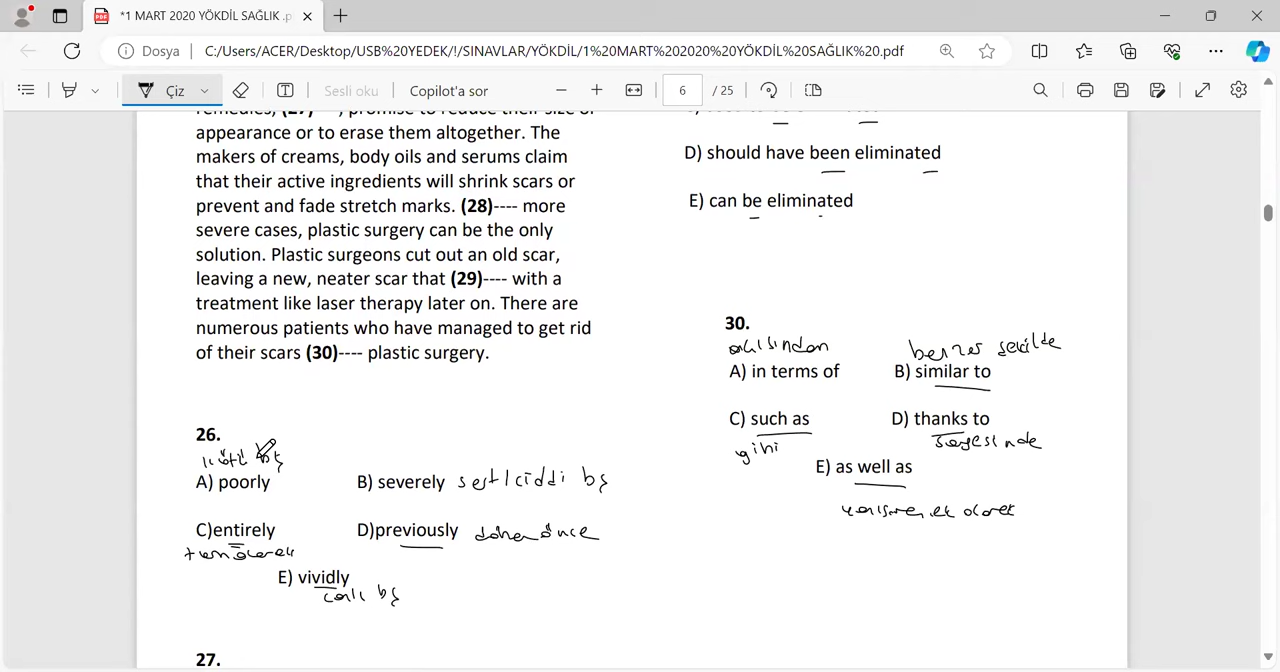 *1 MART 2020 YÖKDİL SAĞLIK .p
Dosya
C:/Users/ACER/Desktop/USB%20YEDEK/!/SINAVLAR/YÖKDİL/1%20MART%202020%20YÖKDİL%20SAĞLIK%20.pdf
Çiz
Sesli oku
Copilot'a sor
6 / 25
appearance or to erase them altogether. The
makers of creams, body oils and serums claim
that their active ingredients will shrink scars or
prevent and fade stretch marks. (28)---- more
severe cases, plastic surgery can be the only
solution. Plastic surgeons cut out an old scar,
leaving a new, neater scar that (29)---- with a
treatment like laser therapy later on. There are
numerous patients who have managed to get rid
of their scars (30)---- plastic surgery.
26.
A) poorly
B) severely sert/ciddi bş
C)entirely
D)previously daha önce
E) vividly
canlı bş
27.
D) should have been eliminated
E) can be eliminated
30.
açısından
benzer şekilde
A) in terms of
B) similar to
C) such as
D) thanks to
gibi
sayesinde
E) as well as